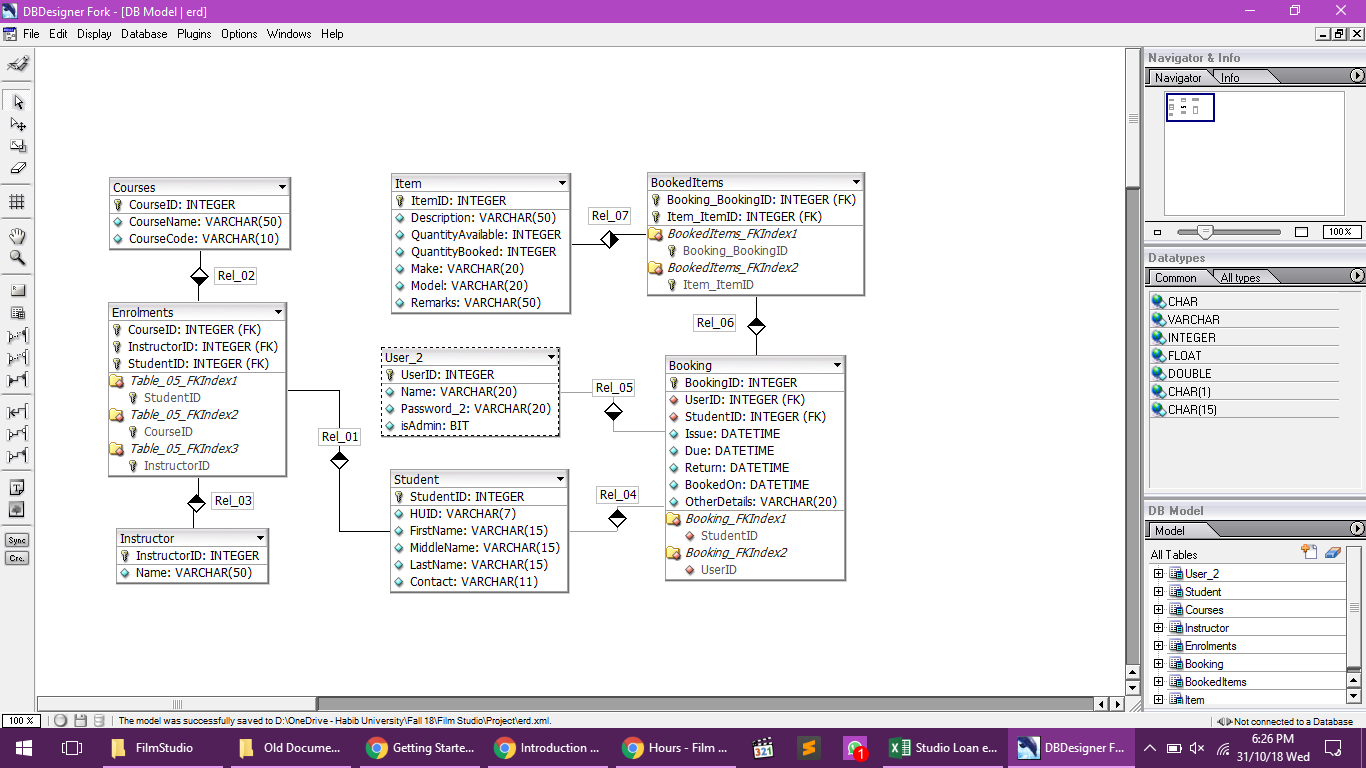 DBDesigner Fork - [DB Model | erd]
File Edit Display Database Plugins Options Windows Help
Courses
CourseID: INTEGER
CourseName: VARCHAR(50)
CourseCode: VARCHAR(10)
Rel_02
Enrolments
CourseID: INTEGER (FK)
InstructorID: INTEGER (FK)
StudentID: INTEGER (FK)
Table_05_FKIndex1
StudentID
Table_05_FKIndex2
CourseID
Table_05_FKIndex3
InstructorID
Rel_03
Instructor
InstructorID: INTEGER
Name: VARCHAR(50)
Rel_01
Item
ItemID: INTEGER
Description: VARCHAR(50)
QuantityAvailable: INTEGER
QuantityBooked: INTEGER
Make: VARCHAR(20)
Model: VARCHAR(20)
Remarks: VARCHAR(50)
Rel_07
User_2
UserID: INTEGER
Name: VARCHAR(20)
Password_2: VARCHAR(20)
isAdmin: BIT
Rel_05
Student
StudentID: INTEGER
HUID: VARCHAR(7)
FirstName: VARCHAR(15)
MiddleName: VARCHAR(15)
LastName: VARCHAR(15)
Contact: VARCHAR(11)
Rel_04
BookedItems
Booking_BookingID: INTEGER (FK)
Item_ItemID: INTEGER (FK)
BookedItems_FKIndex1
Booking_BookingID
BookedItems_FKIndex2
Item_ItemID
Rel_06
Booking
BookingID: INTEGER
UserID: INTEGER (FK)
StudentID: INTEGER (FK)
Issue: DATETIME
Due: DATETIME
Return: DATETIME
BookedOn: DATETIME
OtherDetails: VARCHAR(20)
Booking_FKIndex1
StudentID
Booking_FKIndex2
UserID
Navigator & Info
Navigator Info
100%
Datatypes
Common All types
CHAR
VARCHAR
INTEGER
FLOAT
DOUBLE
CHAR(1)
CHAR(15)
DB Model
Model
All Tables
User_2
Student
Courses
Instructor
Enrolments
Booking
BookedItems
Item
Sync
Cre.
100 % The model was successfully saved to D:\OneDrive - Habib University\Fall 18\Film Studio\Project\erd.xml. Not connected to a Database
FilmStudio Old Docume... Getting Starte... Introduction ... Hours - Film ... 321 1 Studio Loan e... DBDesigner F...
6:26 PM
31/10/18 Wed